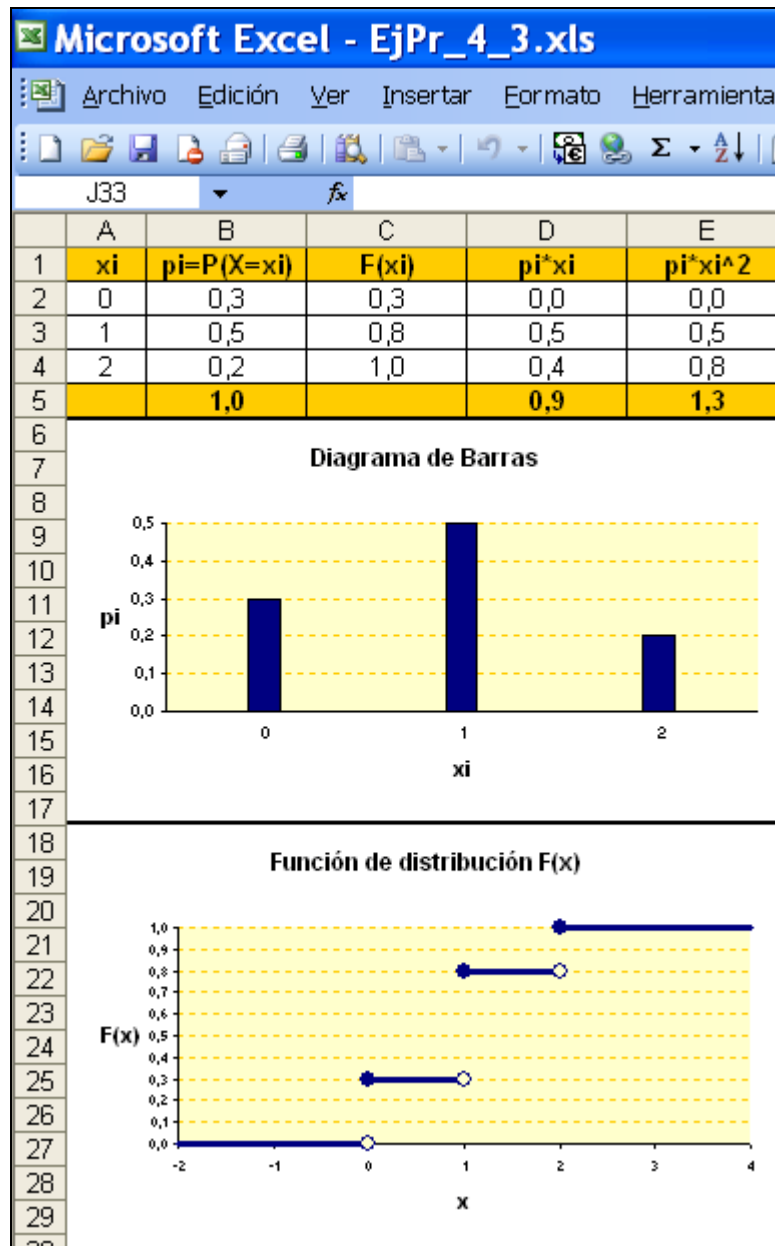 Microsoft Excel - EjPr_4_3.xls
Archivo Edición Ver Insertar Formato Herramienta
J33 fx
A B C D E
1 xi pi=P(X=xi) F(xi) pi*xi pi*xi^2
2 0 0,3 0,3 0,0 0,0
3 1 0,5 0,8 0,5 0,5
4 2 0,2 1,0 0,4 0,8
5 1,0 0,9 1,3
6
7
8
9
10
11
12
13
14
15
16
17
18
19
20
21
22
23
24
25
26
27
28
29
Diagrama de Barras
0,5
0,4
0,3
0,2
0,1
0,0
pi
0 1 2
xi
Función de distribución F(x)
1,0
0,9
0,8
0,7
0,6
0,5
0,4
0,3
0,2
0,1
0,0
F(x)
-2 -1 0 1 2 3 4
x